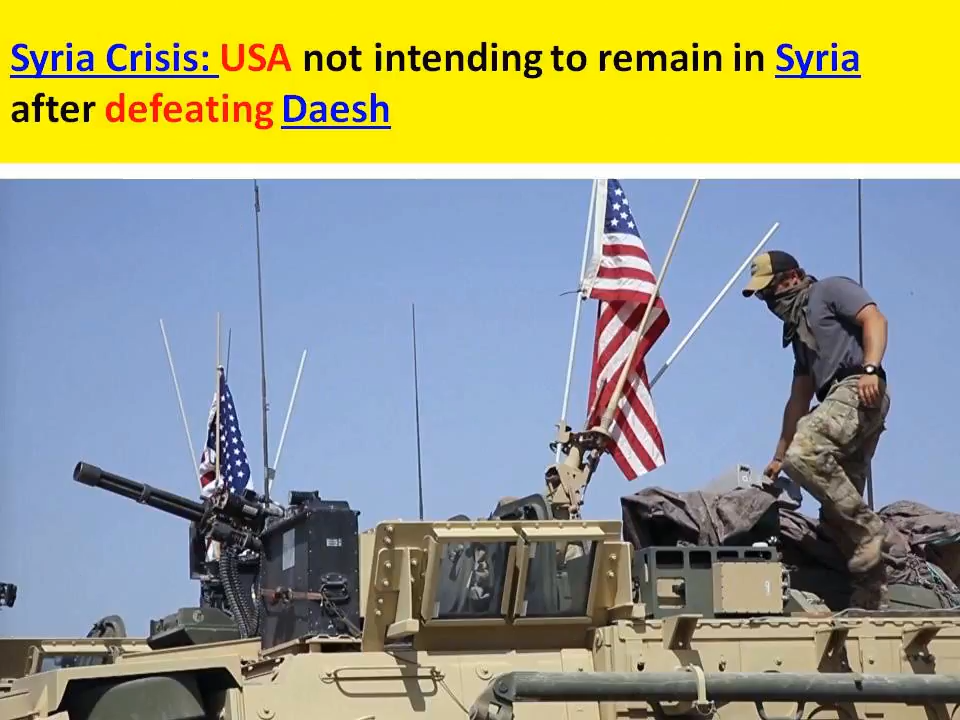 Syria Crisis: USA not intending to remain in Syria
after defeating Daesh